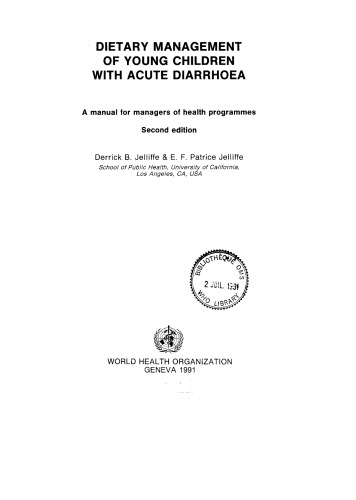 DIETARY MANAGEMENT
OF YOUNG CHILDREN
WITH ACUTE DIARRHOEA
A manual for managers of health programmes
Second edition
Derrick B. Jelliffe & E. F. Patrice Jelliffe
School of Public Health, University of California,
Los Angeles, CA, USA
BIBLIOTHÈQUE OMS
2 JUIL. 1991
WHO LIBRARY
WORLD HEALTH ORGANIZATION
GENEVA 1991